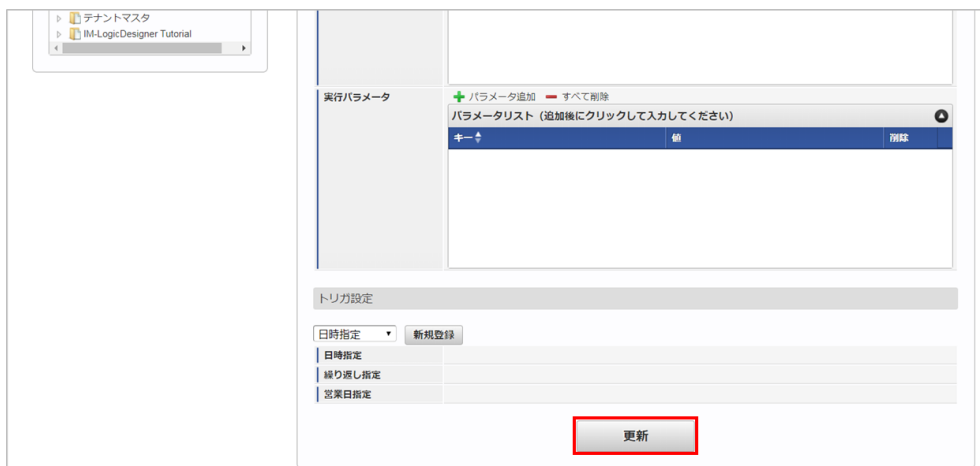 テナントマスタ
IM-LogicDesigner Tutorial
実行パラメータ
パラメータ追加 すべて削除
パラメータリスト（追加後にクリックして入力してください）
キー 値 削除
トリガ設定
日時指定 新規登録
日時指定
繰り返し指定
営業日指定
更新